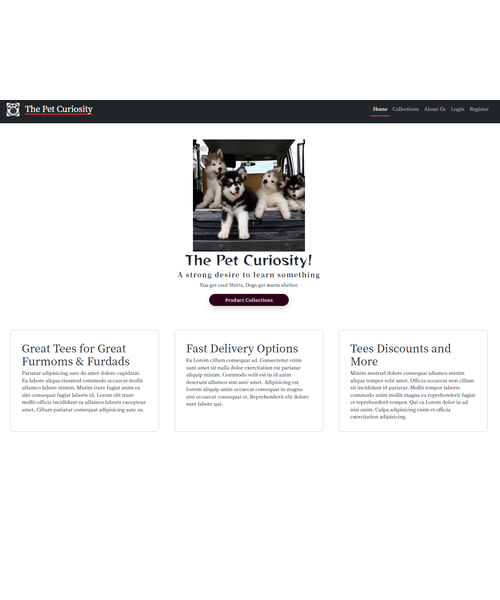 The Pet Curiosity
Home Collections About Us Login Register
The Pet Curiosity!
A strong desire to learn something
You get cool Shirts, Dogs get warm shelter.
Product Collections
Great Tees for Great
Furmoms & Furdads
Pariatur adipisicing aute do amet dolore cupidatat.
Eu labore aliqua eiusmod commodo occaecat mollit
ullamco laboris minim. Minim irure fugiat anim ea
sint consequat fugiat laboris id. Lorem elit irure
mollit officia incididunt ea ullamco laboris excepteur
amet. Cillum pariatur consequat adipisicing aute ex.
Fast Delivery Options
Ex Lorem cillum consequat ad. Consectetur enim
sunt amet sit nulla dolor exercitation est pariatur
aliquip minim. Commodo velit est in id anim
deserunt ullamco sint aute amet. Adipisicing est
Lorem aliquip anim occaecat consequat in magna
nisi occaecat consequat et. Reprehenderit elit dolore
sunt labore qui.
Tees Discounts and
More
Minim nostrud dolore consequat ullamco minim
aliqua tempor velit amet. Officia occaecat non cillum
sit incididunt id pariatur. Mollit tempor laboris
commodo anim mollit magna ea reprehenderit fugiat
et reprehenderit tempor. Qui ea Lorem dolor in ad
nisi anim. Culpa adipisicing enim et officia
exercitation adipisicing.